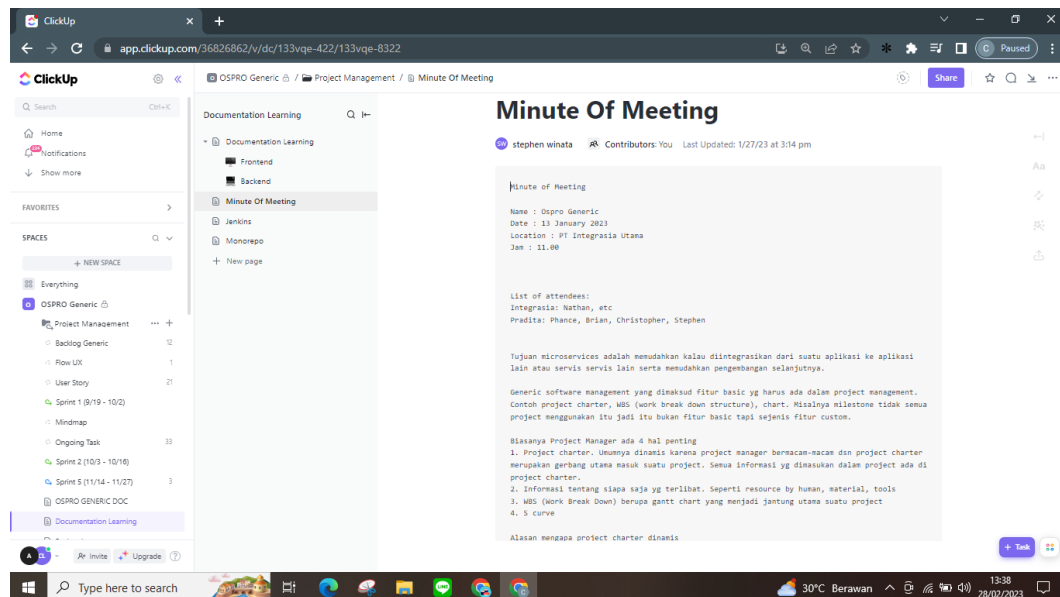 ClickUp
app.clickup.com/36826862/v/dc/133vqe-422/133vqe-8322
C
Paused
ClickUp
OSPRO Generic / Project Management / Minute Of Meeting
Share
Search
Ctrl+K
Home
Notifications
Show more
FAVORITES
SPACES
+ NEW SPACE
Everything
O OSPRO Generic
Project Management
Backlog Generic 12
Flow UX 1
User Story 21
Sprint 1 (9/19 - 10/2)
Mindmap
Ongoing Task 33
Sprint 2 (10/3 - 10/16)
Sprint 5 (11/14 - 11/27) 3
OSPRO GENERIC DOC
Documentation Learning
A
CL
Invite
Upgrade
Documentation Learning
Documentation Learning
Frontend
Backend
Minute Of Meeting
Jenkins
Monorepo
+ New page
Minute Of Meeting
SW stephen winata Contributors: You Last Updated: 1/27/23 at 3:14 pm
Minute of Meeting
Name : Ospro Generic
Date : 13 January 2023
Location : PT Integrasia Utama
Jam : 11.00
List of attendees:
Integrasia: Nathan, etc
Pradita: Phance, Brian, Christopher, Stephen
Tujuan microservices adalah memudahkan kalau diintegrasikan dari suatu aplikasi ke aplikasi
lain atau servis servis lain serta memudahkan pengembangan selanjutnya.
Generic software management yang dimaksud fitur basic yg harus ada dalam project management.
Contoh project charter, WBS (work break down structure), chart. Misalnya milestone tidak semua
project menggunakan itu jadi itu bukan fitur basic tapi sejenis fitur custom.
Biasanya Project Manager ada 4 hal penting
1. Project charter. Umumnya dinamis karena project manager bermacam-macam dsn project charter
merupakan gerbang utama masuk suatu project. Semua informasi yg dimasukan dalam project ada di
project charter.
2. Informasi tentang siapa saja yg terlibat. Seperti resource by human, material, tools
3. WBS (Work Break Down) berupa gantt chart yang menjadi jantung utama suatu project
4. S curve
Alasan mengapa project charter dinamis
Aa
+ Task
Type here to search
30°C Berawan
13:38
28/02/2023